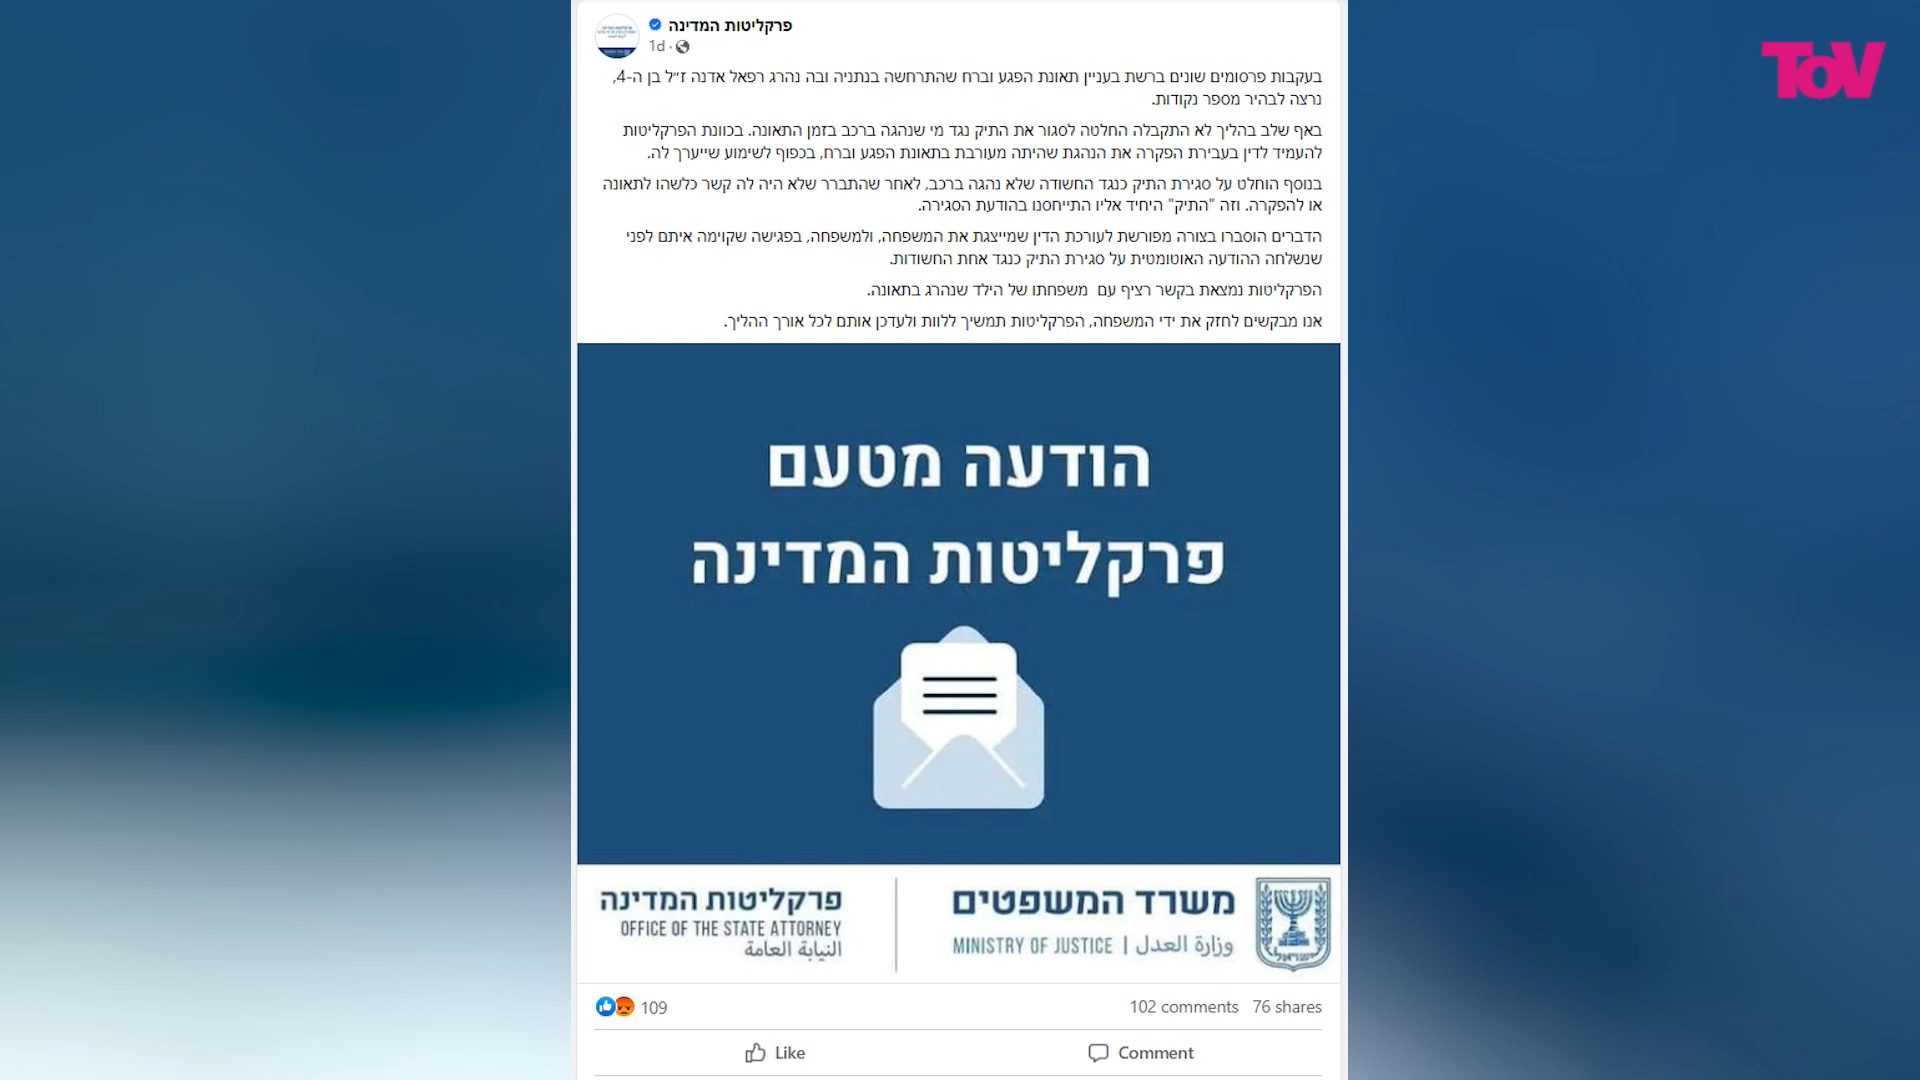 פרקליטות המדינה
1d ·
ToV
בעקבות פרסומים שונים ברשת בעניין תאונת הפגע וברח שהתרחשה בנתניה ובה נהרג רפאל אדנה ז״ל בן ה-4,
נרצה לבהיר מספר נקודות.
באף שלב בהליך לא התקבלה החלטה לסגור את התיק נגד מי שנהגה ברכב בזמן התאונה. בכוונת הפרקליטות
להעמיד לדין בעבירת הפקרה את הנהגת שהיתה מעורבת בתאונת הפגע וברח, בכפוף לשימוע שייערך לה.
בנוסף הוחלט על סגירת התיק כנגד החשודה שלא נהגה ברכב, לאחר שהתברר שלא היה לה קשר כלשהו לתאונה
או להפקרה. וזה "התיק" היחיד אליו התייחסנו בהודעת הסגירה.
הדברים הוסברו בצורה מפורשת לעורכת הדין שמייצגת את המשפחה, ולמשפחה, בפגישה שקוימה איתם לפני
שנשלחה ההודעה האוטומטית על סגירת התיק כנגד אחת החשודות.
הפרקליטות נמצאת בקשר רציף עם  משפחתו של הילד שנהרג בתאונה.
אנו מבקשים לחזק את ידי המשפחה, הפרקליטות תמשיך ללוות ולעדכן אותם לכל אורך ההליך.
הודעה מטעם
פרקליטות המדינה
משרד המשפטים
MINISTRY OF JUSTICE | وزارة العدل
ישראל
פרקליטות המדינה
OFFICE OF THE STATE ATTORNEY
النيابة العامة
109
102 comments 76 shares
Like
Comment